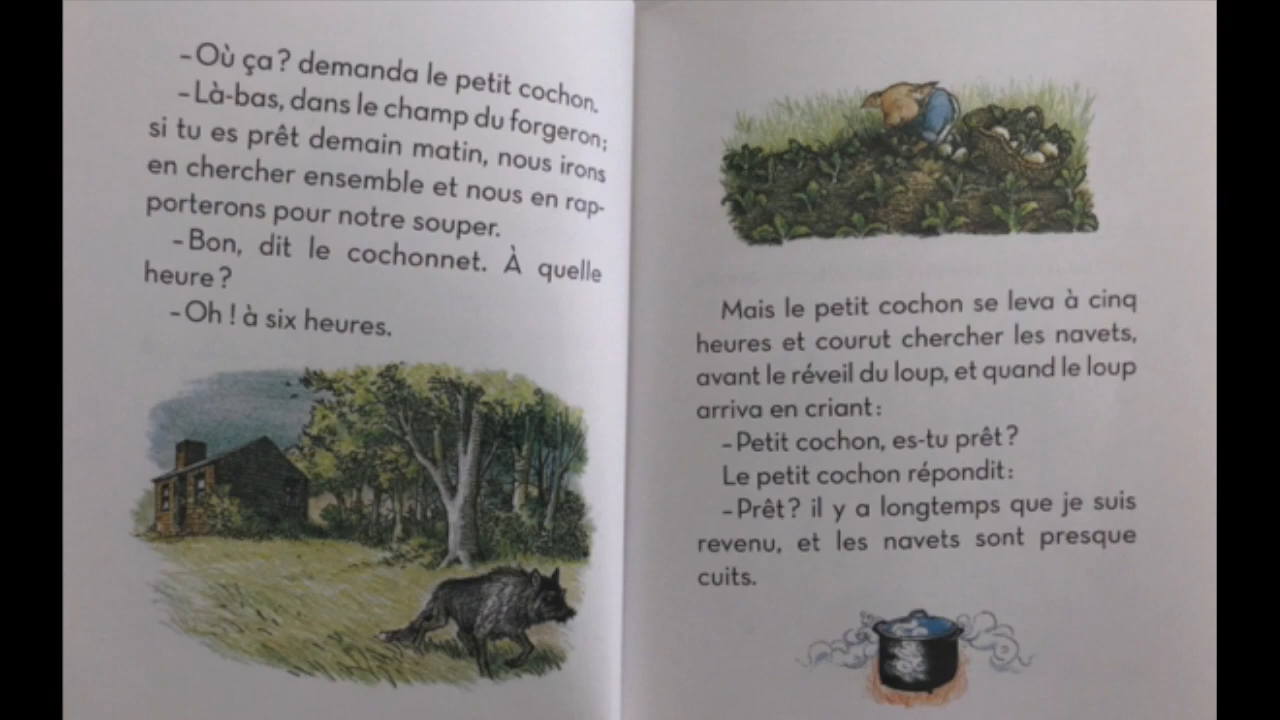 –Où ça? demanda le petit cochon.
–Là-bas, dans le champ du forgeron;
si tu es prêt demain matin, nous irons
en chercher ensemble et nous en rap-
porterons pour notre souper.
–Bon, dit le cochonnet. À quelle
heure?
–Oh! à six heures.
Mais le petit cochon se leva à cinq
heures et courut chercher les navets,
avant le réveil du loup, et quand le loup
arriva en criant:
–Petit cochon, es-tu prêt?
Le petit cochon répondit:
–Prêt? il y a longtemps que je suis
revenu, et les navets sont presque
cuits.